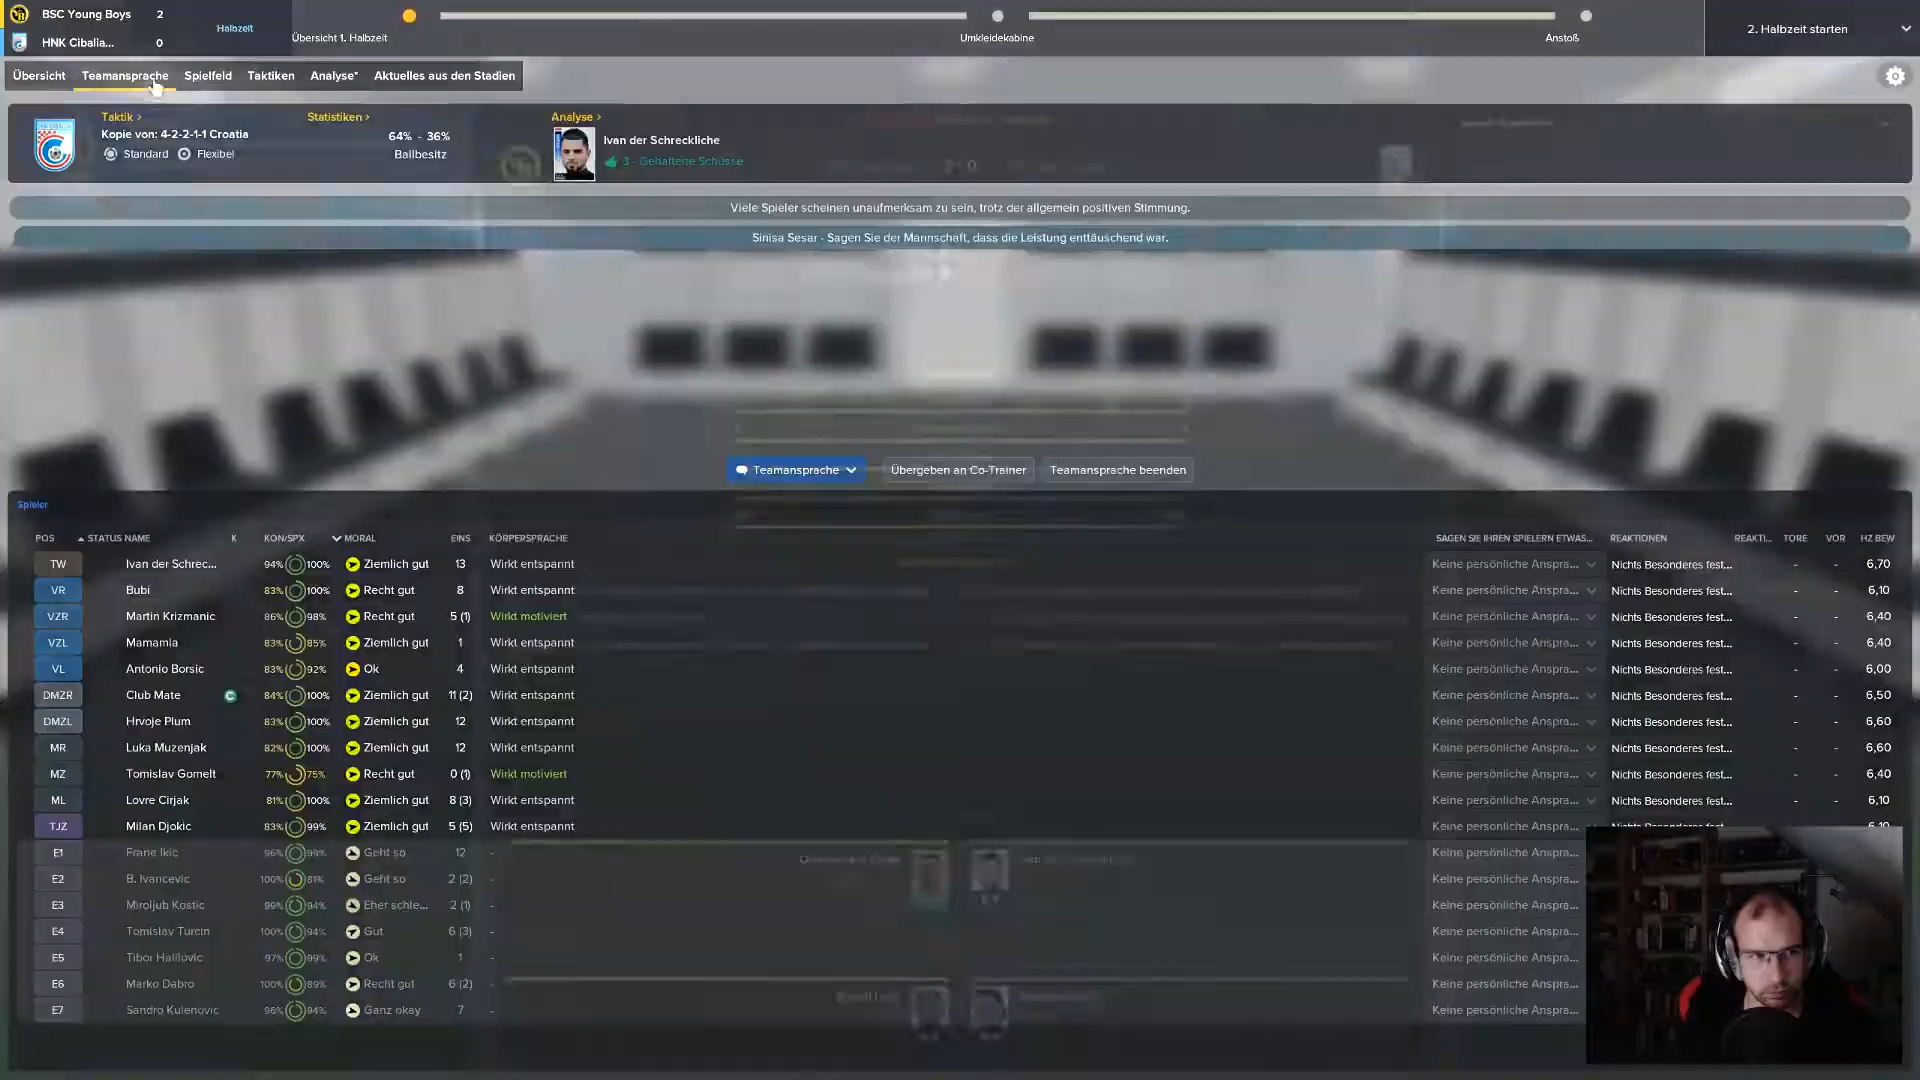 BSC Young Boys 2
HNK Cibalia... 0
Halbzeit
Übersicht 1. Halbzeit
Umkleidekabine
Anstoß
2. Halbzeit starten
Übersicht Teamansprache Spielfeld Taktiken Analyse* Aktuelles aus den Stadien
Taktik >
Kopie von: 4-2-2-1-1 Croatia
Standard Flexibel
Statistiken >
64% - 36%
Ballbesitz
Analyse >
Ivan der Schreckliche
3 - Gehaltene Schüsse
Viele Spieler scheinen unaufmerksam zu sein, trotz der allgemein positiven Stimmung.
Sinisa Sesar - Sagen Sie der Mannschaft, dass die Leistung enttäuschend war.
Teamansprache Übergeben an Co-Trainer Teamansprache beenden
Spieler
POS STATUS NAME K KON/SPX MORAL EINS KÖRPERSPRACHE SAGEN SIE IHREN SPIELERN ETWAS... REAKTIONEN REAKTI... TORE VOR HZ BEW
TW Ivan der Schrec... 94% 100% Ziemlich gut 13 Wirkt entspannt Keine persönliche Anspra... Nichts Besonderes fest... - - 6,70
VR Bubi 83% 100% Recht gut 8 Wirkt entspannt Keine persönliche Anspra... Nichts Besonderes fest... - - 6,10
VZR Martin Krizmanic 86% 98% Recht gut 5 (1) Wirkt motiviert Keine persönliche Anspra... Nichts Besonderes fest... - - 6,40
VZL Mamamia 83% 85% Ziemlich gut 1 Wirkt entspannt Keine persönliche Anspra... Nichts Besonderes fest... - - 6,40
VL Antonio Borsic 83% 92% Ok 4 Wirkt entspannt Keine persönliche Anspra... Nichts Besonderes fest... - - 6,00
DMZR Club Mate C 84% 100% Ziemlich gut 11 (2) Wirkt entspannt Keine persönliche Anspra... Nichts Besonderes fest... - - 6,50
DMZL Hrvoje Plum 83% 100% Ziemlich gut 12 Wirkt entspannt Keine persönliche Anspra... Nichts Besonderes fest... - - 6,60
MR Luka Muzenjak 82% 100% Ziemlich gut 12 Wirkt entspannt Keine persönliche Anspra... Nichts Besonderes fest... - - 6,60
MZ Tomislav Gomelt 77% 75% Recht gut 0 (1) Wirkt motiviert Keine persönliche Anspra... Nichts Besonderes fest... - - 6,40
ML Lovre Cirjak 81% 100% Ziemlich gut 8 (3) Wirkt entspannt Keine persönliche Anspra... Nichts Besonderes fest... - - 6,10
TJZ Milan Djokic 83% 99% Ziemlich gut 5 (5) Wirkt entspannt Keine persönliche Anspra... Nichts Besonderes fest... - - 6,10
E1 Frane Ikic 96% 99% Geht so 12 - Keine persönliche Anspra...
E2 B. Ivancevic 100% 81% Geht so 2 (2) - Keine persönliche Anspra...
E3 Miroljub Kostic 99% 94% Eher schle... 2 (1) - Keine persönliche Anspra...
E4 Tomislav Turcin 100% 94% Gut 6 (3) - Keine persönliche Anspra...
E5 Tibor Halilovic 97% 99% Ok 1 - Keine persönliche Anspra...
E6 Marko Dabro 100% 89% Recht gut 6 (2) - Keine persönliche Anspra...
E7 Sandro Kulenovic 96% 94% Ganz okay 7 - Keine persönliche Anspra...